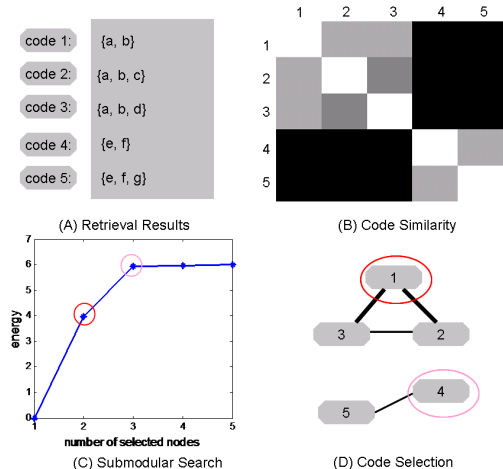 code 1: {a, b}
code 2: {a, b, c}
code 3: {a, b, d}
code 4: {e, f}
code 5: {e, f, g}
(A) Retrieval Results
1 2 3 4 5
1
2
3
4
5
(B) Code Similarity
7
6
5
4
3
2
1
0
energy
1 2 3 4 5
number of selected nodes
(C) Submodular Search
1
3 2
4
5
(D) Code Selection